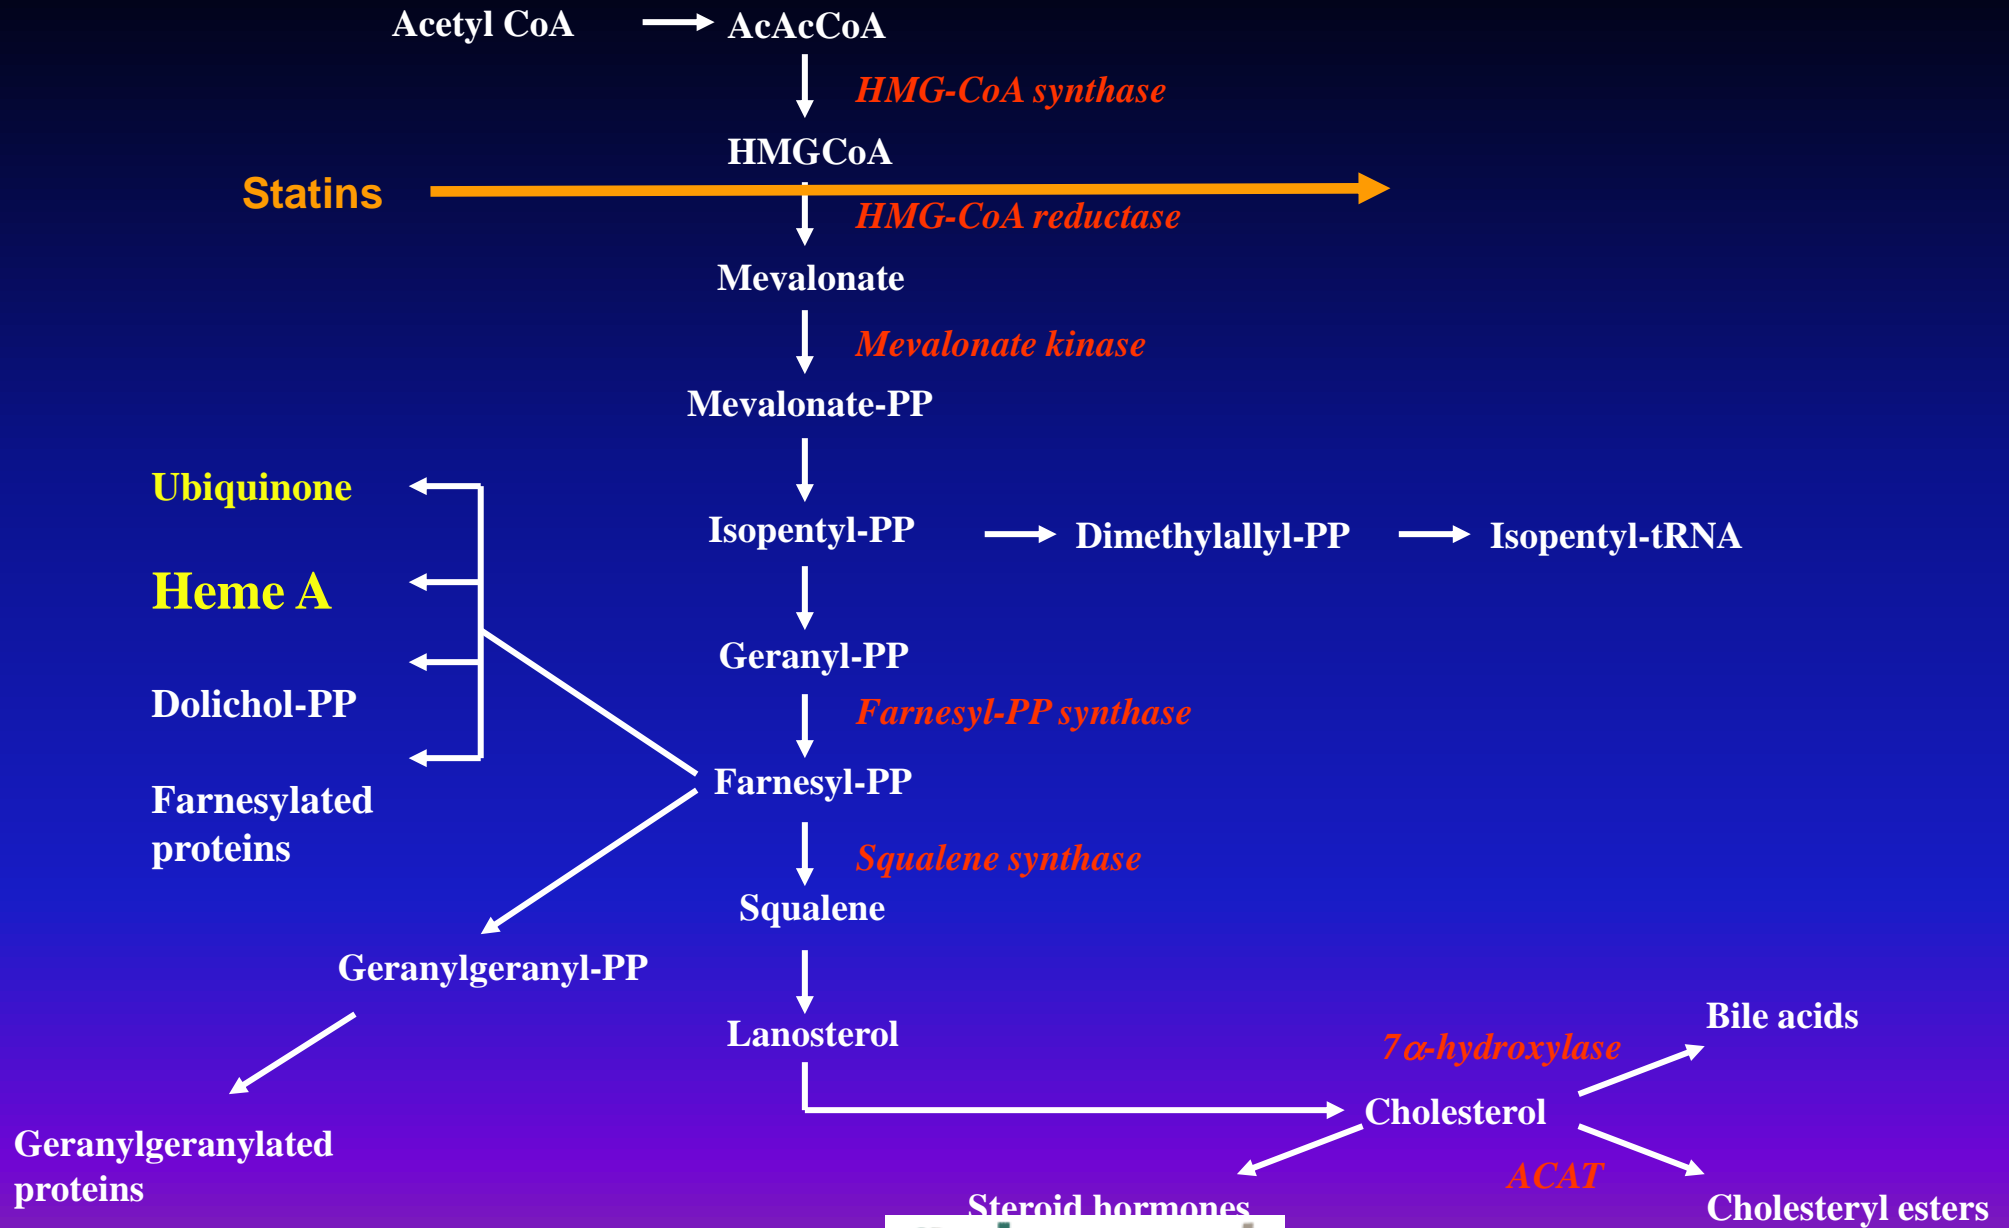 Acetyl CoA
AcAcCoA
HMG-CoA synthase
HMGCoA
Statins
HMG-CoA reductase
Mevalonate
Mevalonate kinase
Mevalonate-PP
Ubiquinone
Isopentyl-PP
Dimethylallyl-PP
Isopentyl-tRNA
Heme A
Geranyl-PP
Dolichol-PP
Farnesyl-PP synthase
Farnesyl-PP
Farnesylated
proteins
Squalene synthase
Squalene
Geranylgeranyl-PP
Lanosterol
Bile acids
7α-hydroxylase
Cholesterol
Geranylgeranylated
proteins
ACAT
Steroid hormones
Cholesteryl esters